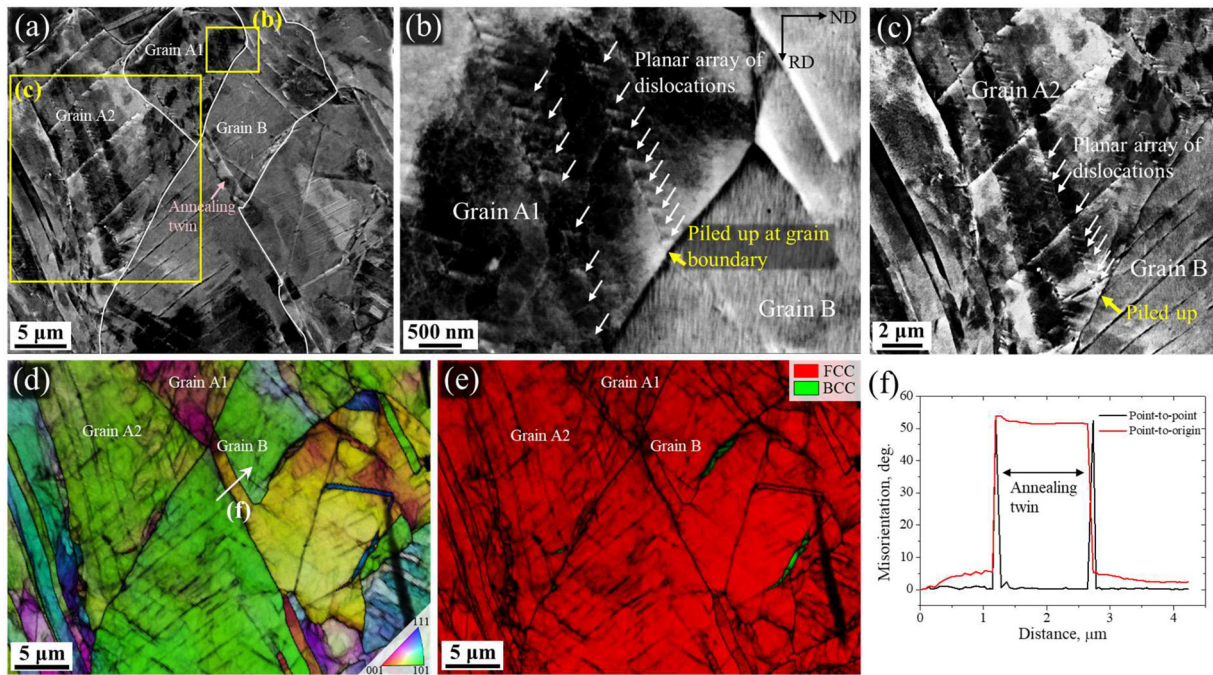 (a)
Grain A1
(b)
(c)
Grain A2
Grain B
Annealing
twin
5 μm
(b)
ND
RD
Planar array of
dislocations
Grain A1
Piled up at grain
boundary
Grain B
500 nm
(c)
Grain A2
Planar array of
dislocations
Grain B
Piled up
2 μm
(d)
Grain A1
Grain A2
Grain B
(f)
5 μm
111
001
101
(e)
FCC
BCC
Grain A1
Grain A2
Grain B
5 μm
(f)
Misorientation, deg.
60
50
40
30
20
10
0
Point-to-point
Point-to-origin
Annealing
twin
0
1
2
3
4
Distance, μm